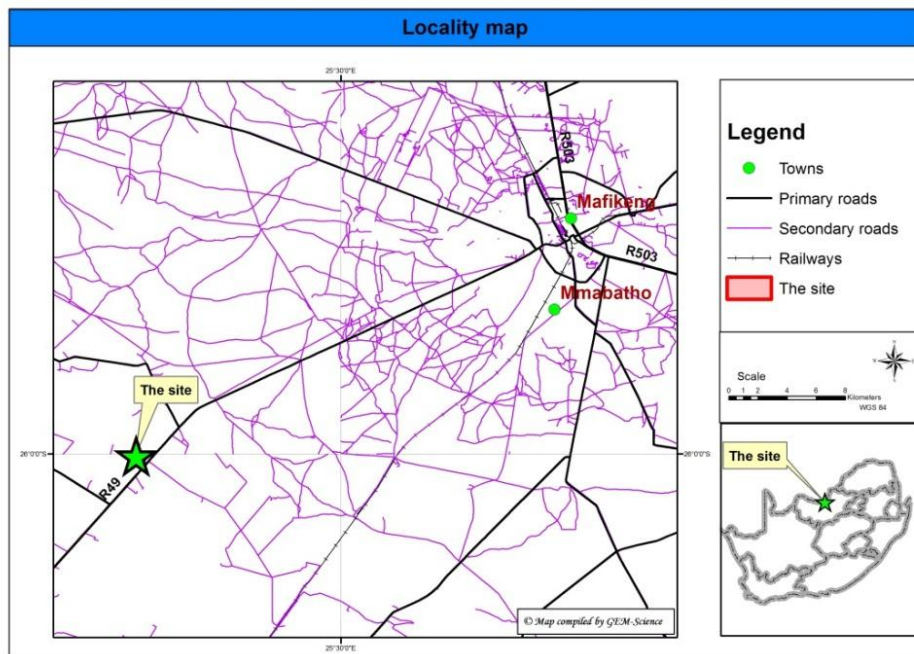 Locality map
25°30'0"E
R503
Mafikeng
R503
Mmabatho
The site
26°0'0"S
26°0'0"S
R49
© Map compiled by GEM-Science
25°30'0"E
Legend
Towns
Primary roads
Secondary roads
Railways
The site
Scale
0 1 2 4 6 8
Kilometers
WGS 84
The site